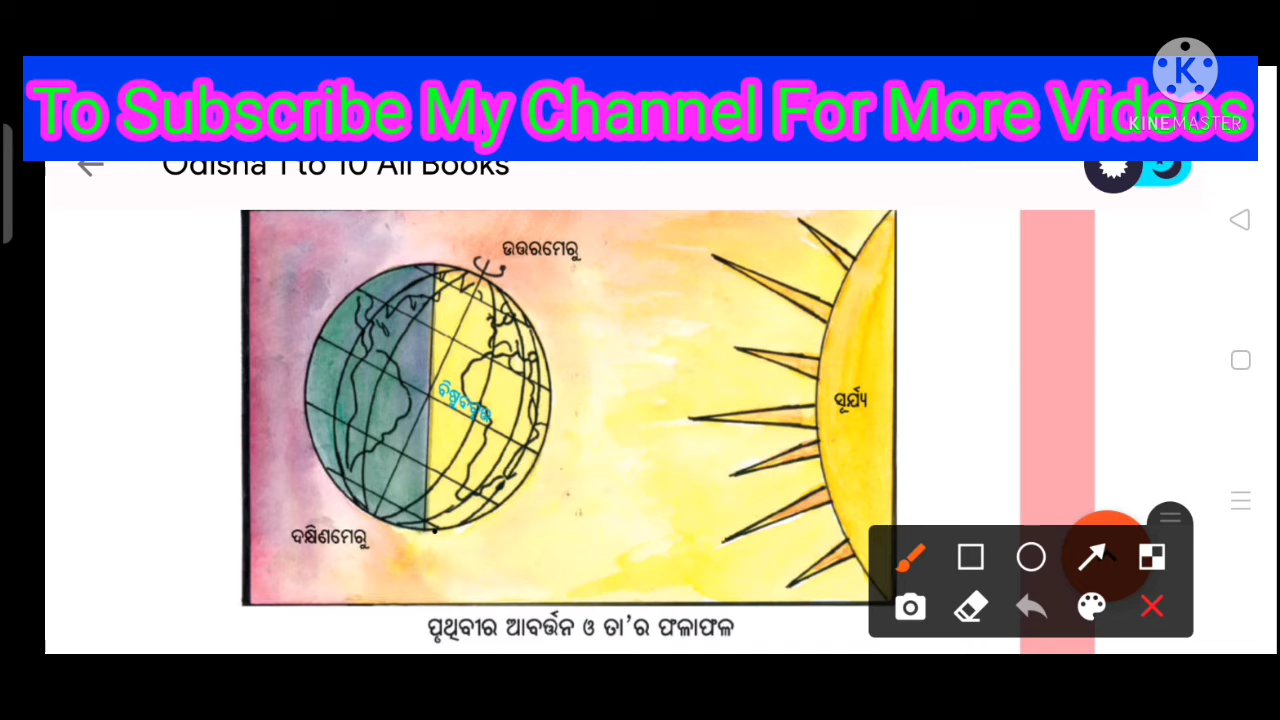 To Subscribe My Channel For More Videos
K
KINEMASTER
Odisha 1 to 10 All Books
ଉତ୍ତରମେରୁ
ବିଷୁବବୃତ୍ତ
ସୂର୍ଯ୍ୟ
ଦକ୍ଷିଣମେରୁ
ପୃଥିବୀର ଆବର୍ତ୍ତନ ଓ ତା'ର ଫଳାଫଳ